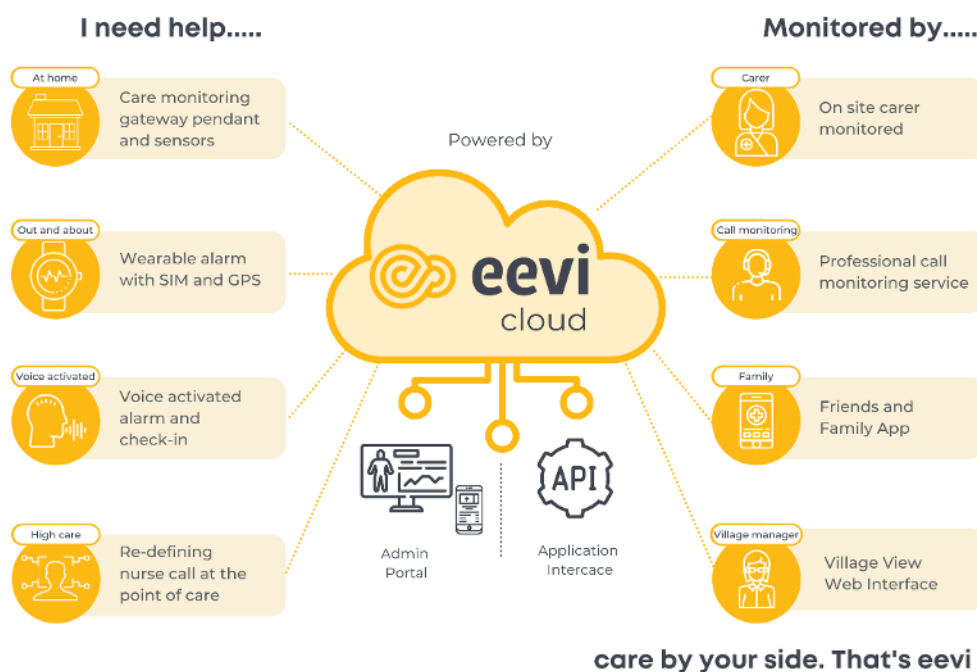 I need help.....
At home
Care monitoring
gateway pendant
and sensors
Out and about
Wearable alarm
with SIM and GPS
Voice activated
Voice activated
alarm and
check-in
High care
Re-defining
nurse call at the
point of care
Powered by
eevi
cloud
Admin
Portal
API
Application
Intercace
Monitored by.....
Carer
On site carer
monitored
Call monitoring
Professional call
monitoring service
Family
Friends and
Family App
Village manager
Village View
Web Interface
care by your side. That's eevi